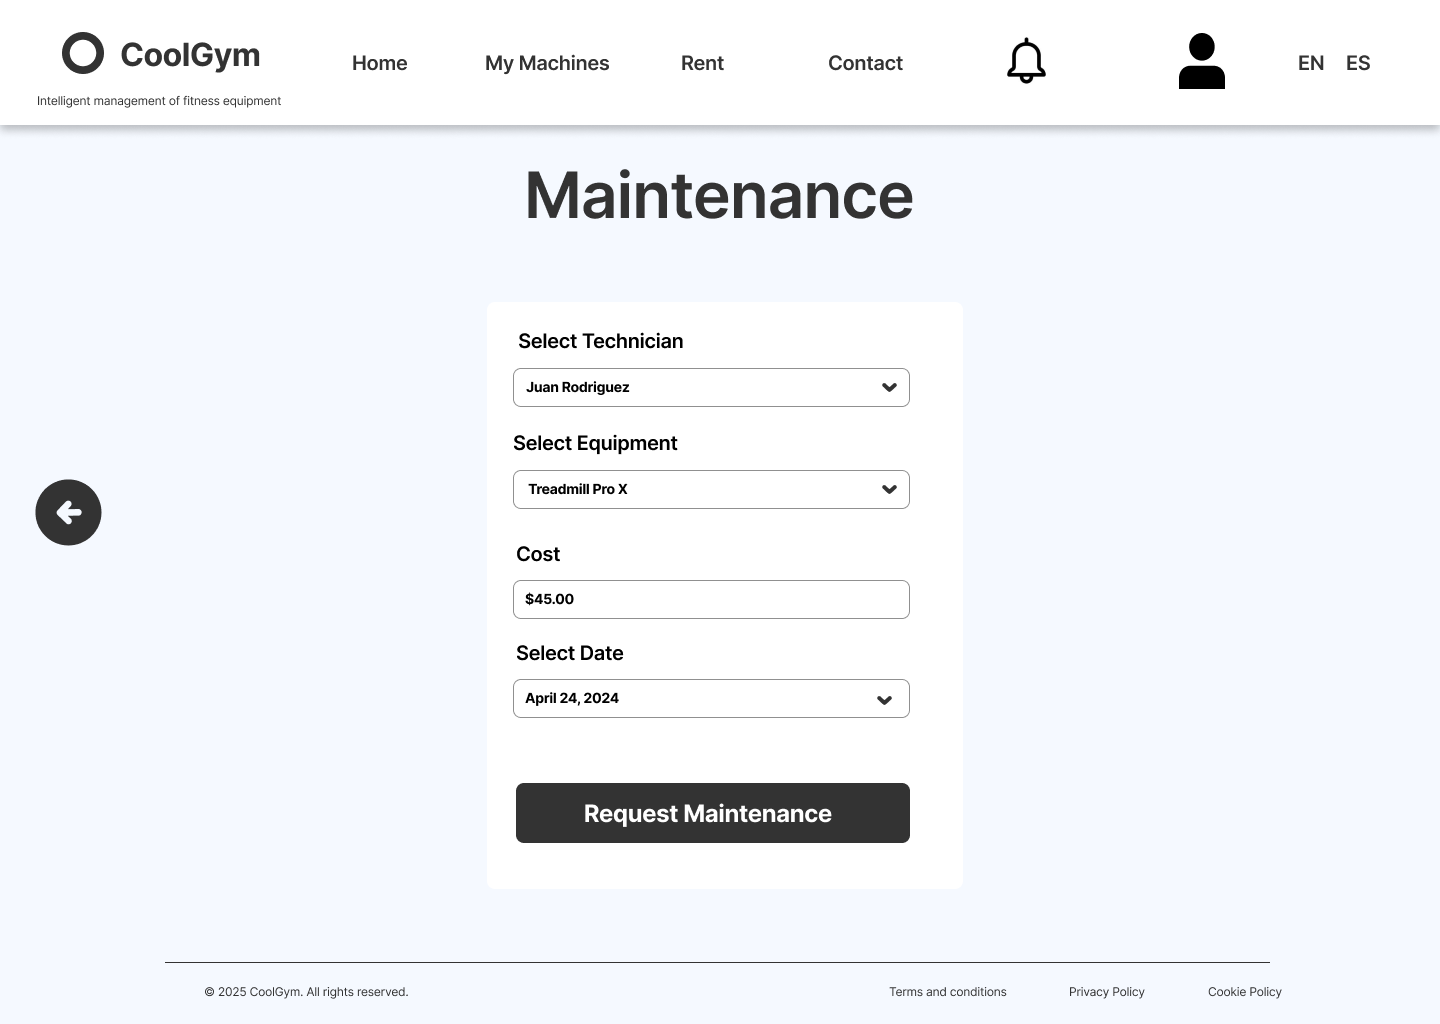 CoolGym
Intelligent management of fitness equipment
Home
My Machines
Rent
Contact
EN
ES
Maintenance
Select Technician
Juan Rodriguez
Select Equipment
Treadmill Pro X
Cost
$45.00
Select Date
April 24, 2024
Request Maintenance
© 2025 CoolGym. All rights reserved.
Terms and conditions
Privacy Policy
Cookie Policy